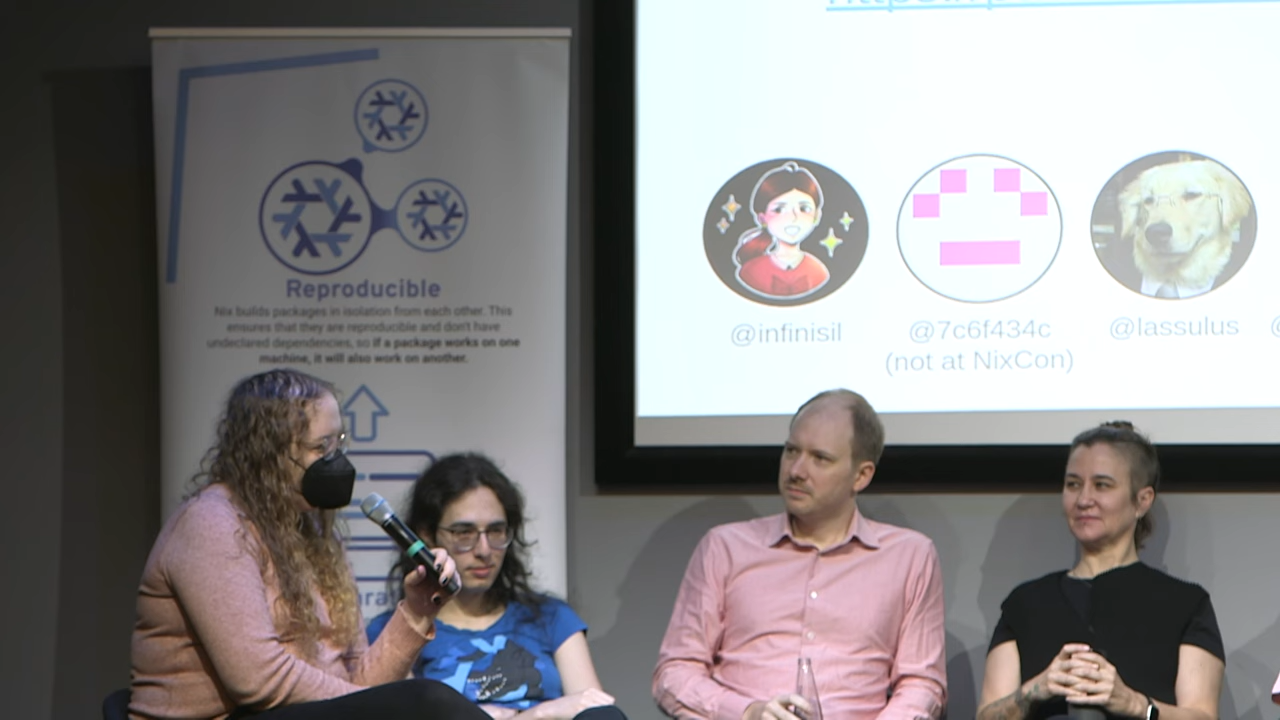 Reproducible
Nix builds packages in isolation from each other. This
ensures that they are reproducible and don't have
undeclared dependencies, so if a package works on one
machine, it will also work on another.
@infinisil
@7c6f434c
(not at NixCon)
@lassulus